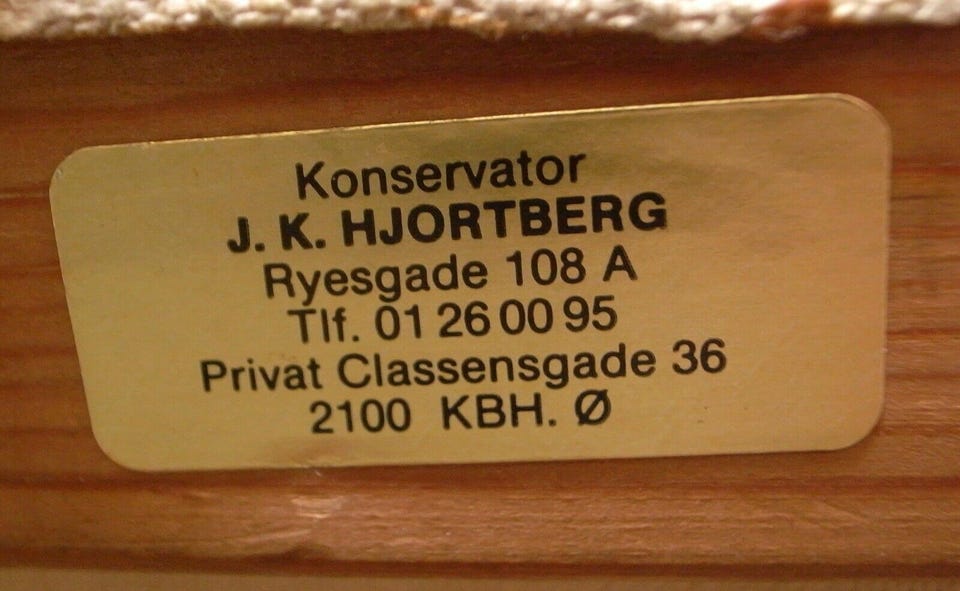 Konservator
J. K. HJORTBERG
Ryesgade 108 A
Tlf. 01 26 00 95
Privat Classensgade 36
2100 KBH. Ø